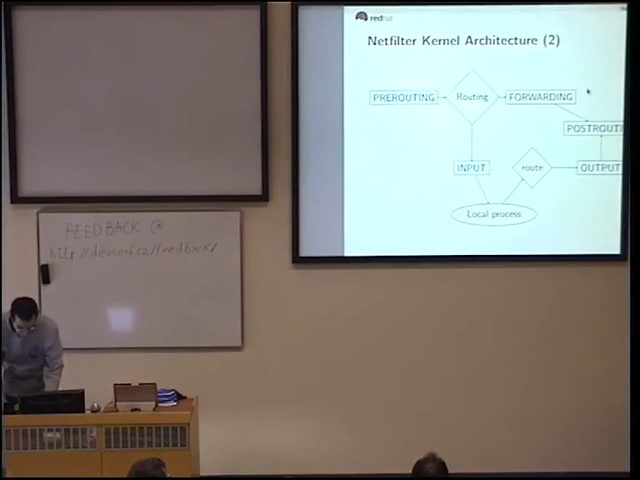 redhat
Netfilter Kernel Architecture (2)
PREROUTING
Routing
FORWARDING
POSTROUTI
INPUT
route
OUTPUT
Local process
FEEDBACK @
http://devconf.cz/feedback/